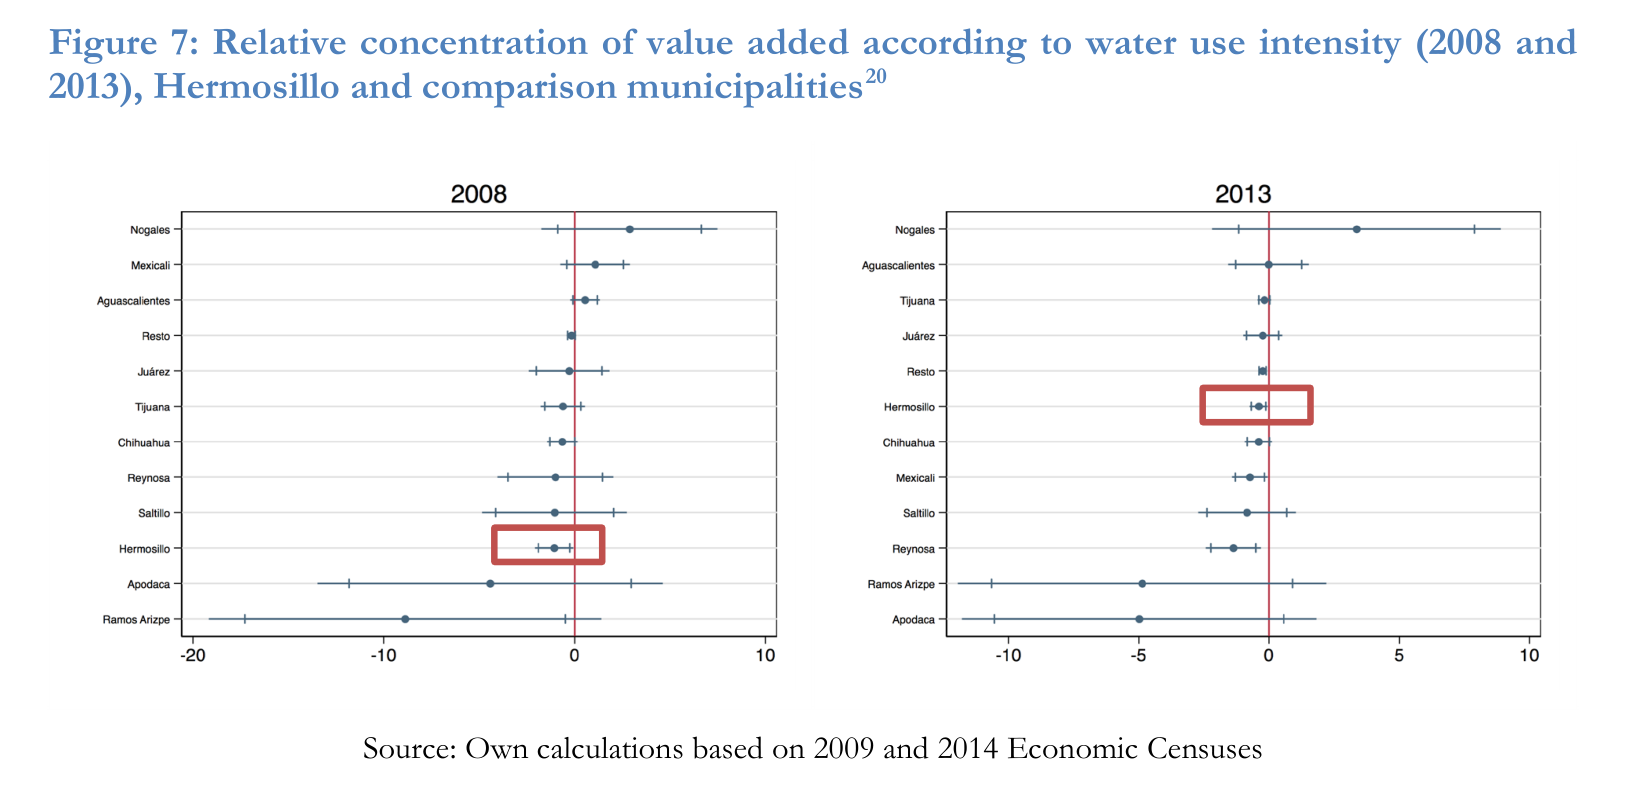 Figure 7: Relative concentration of value added according to water use intensity (2008 and
2013), Hermosillo and comparison municipalities20
2008
Nogales
Mexicali
Aguascalientes
Resto
Juárez
Tijuana
Chihuahua
Reynosa
Saltillo
Hermosillo
Apodaca
Ramos Arizpe
-20 -10 0 10
2013
Nogales
Aguascalientes
Tijuana
Juárez
Resto
Hermosillo
Chihuahua
Mexicali
Saltillo
Reynosa
Ramos Arizpe
Apodaca
-10 -5 0 5 10
Source: Own calculations based on 2009 and 2014 Economic Censuses